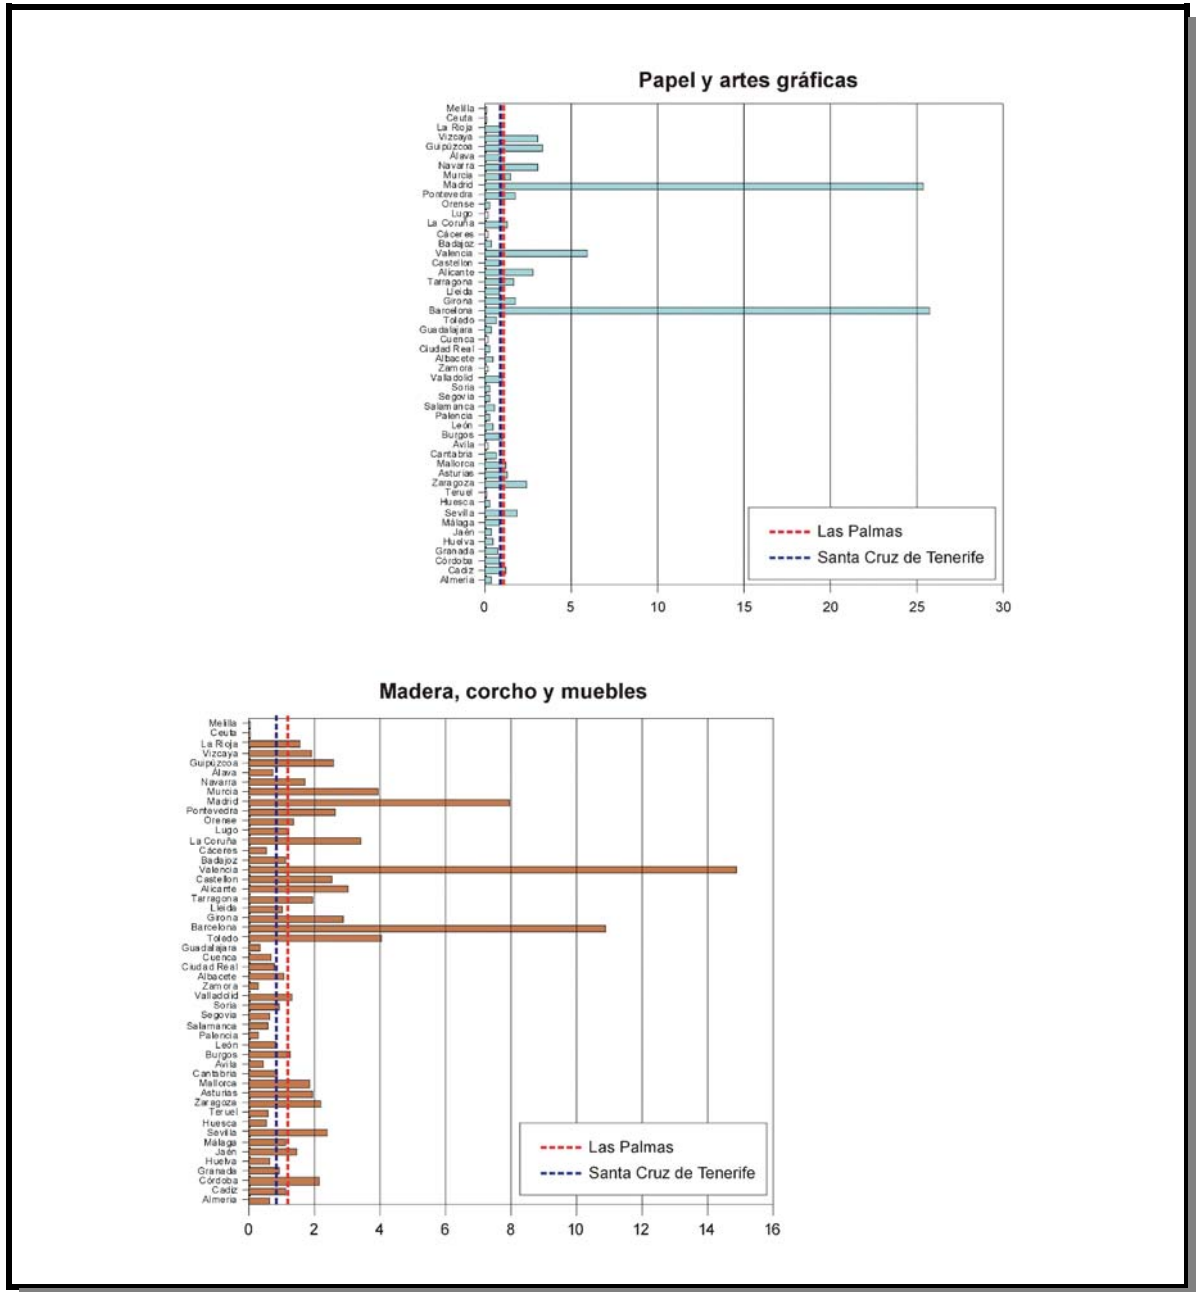 Papel y artes gráficas
Melilla
Ceuta
La Rioja
Vizcaya
Guipúzcoa
Álava
Navarra
Murcia
Madrid
Pontevedra
Orense
Lugo
La Coruña
Cáceres
Badajoz
Valencia
Castellon
Alicante
Tarragona
Lleida
Girona
Barcelona
Toledo
Guadalajara
Cuenca
Ciudad Real
Albacete
Zamora
Valladolid
Soria
Segovia
Salamanca
Palencia
León
Burgos
Avila
Cantabria
Mallorca
Asturias
Zaragoza
Teruel
Huesca
Sevilla
Málaga
Jaén
Huelva
Granada
Córdoba
Cadiz
Almeria
Las Palmas
Santa Cruz de Tenerife
0 5 10 15 20 25 30
Madera, corcho y muebles
Melilla
Ceuta
La Rioja
Vizcaya
Guipúzcoa
Álava
Navarra
Murcia
Madrid
Pontevedra
Orense
Lugo
La Coruña
Cáceres
Badajoz
Valencia
Castellon
Alicante
Tarragona
Lleida
Girona
Barcelona
Toledo
Guadalajara
Cuenca
Ciudad Real
Albacete
Zamora
Valladolid
Soria
Segovia
Salamanca
Palencia
León
Burgos
Avila
Cantabria
Mallorca
Asturias
Zaragoza
Teruel
Huesca
Sevilla
Málaga
Jaén
Huelva
Granada
Córdoba
Cadiz
Almeria
Las Palmas
Santa Cruz de Tenerife
0 2 4 6 8 10 12 14 16